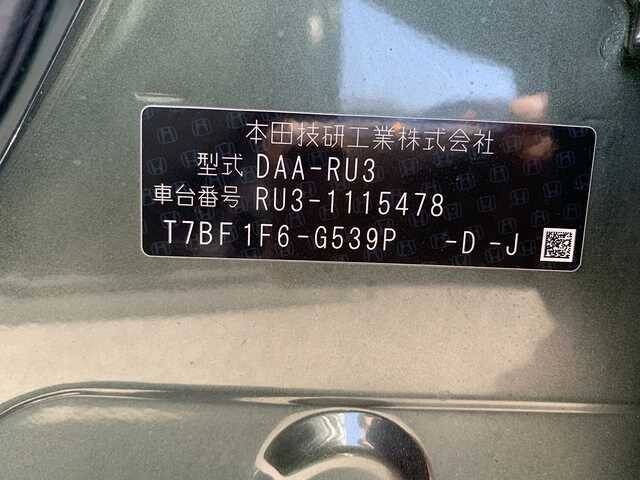 本田技研工業株式会社
型式 DAA-RU3
車台番号 RU3-1115478
T7BF1F6-G539P -D-J